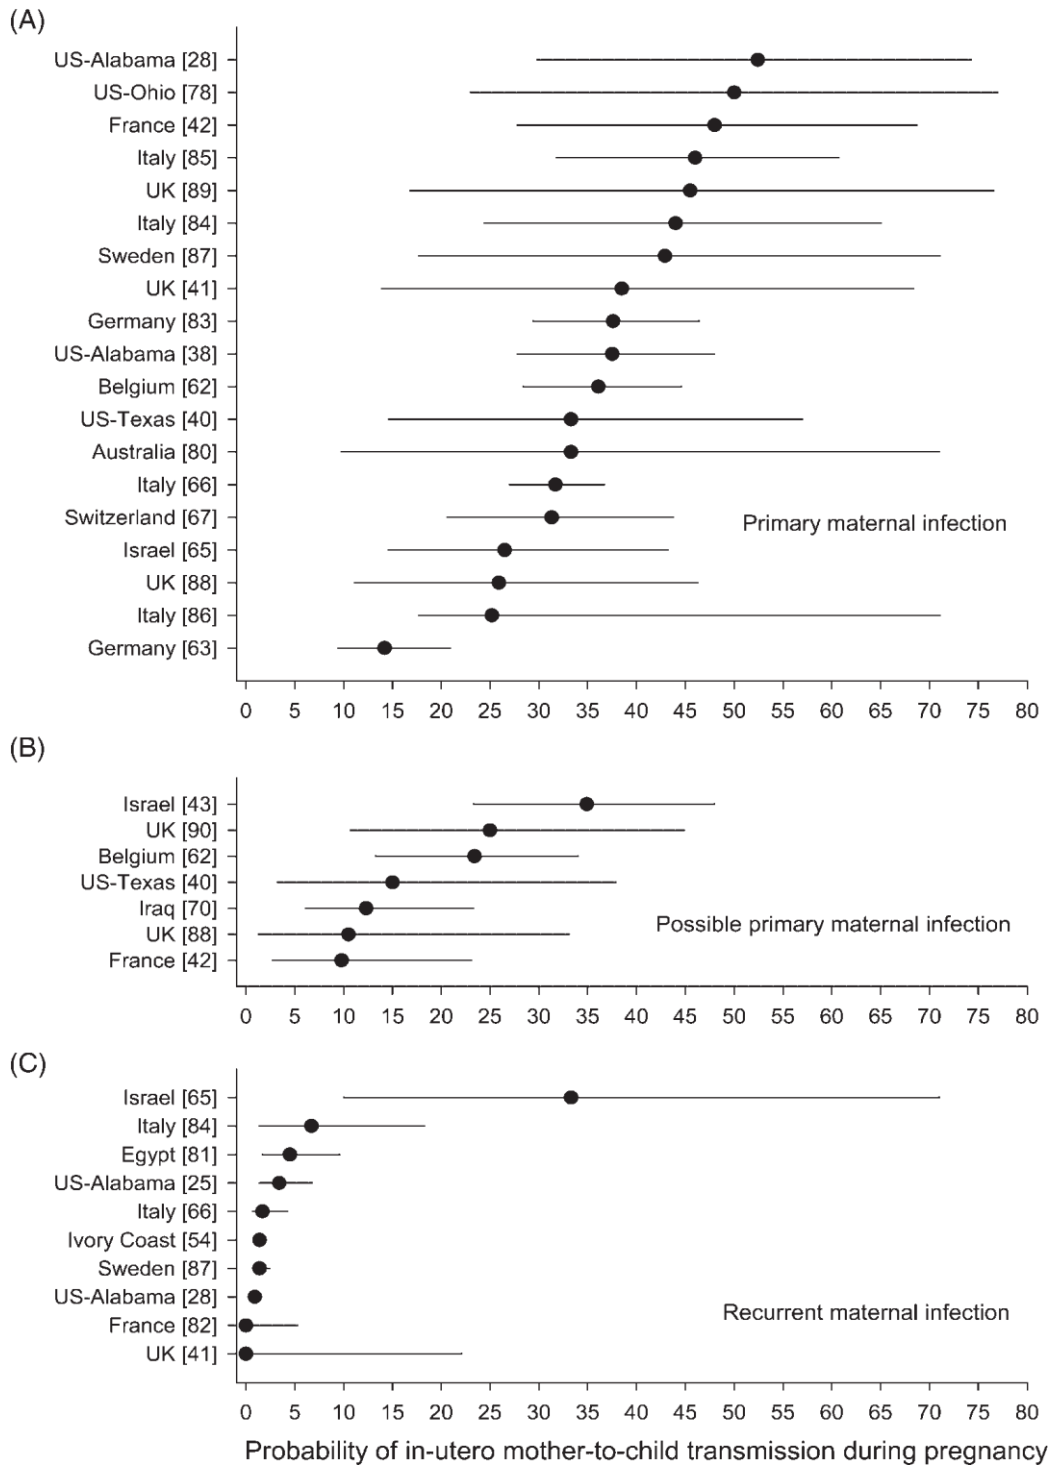 (A)
US-Alabama [28]
US-Ohio [78]
France [42]
Italy [85]
UK [89]
Italy [84]
Sweden [87]
UK [41]
Germany [83]
US-Alabama [38]
Belgium [62]
US-Texas [40]
Australia [80]
Italy [66]
Switzerland [67]
Primary maternal infection
Israel [65]
UK [88]
Italy [86]
Germany [63]
0 5 10 15 20 25 30 35 40 45 50 55 60 65 70 75 80
(B)
Israel [43]
UK [90]
Belgium [62]
US-Texas [40]
Iraq [70]
Possible primary maternal infection
UK [88]
France [42]
0 5 10 15 20 25 30 35 40 45 50 55 60 65 70 75 80
(C)
Israel [65]
Italy [84]
Egypt [81]
US-Alabama [25]
Italy [66]
Ivory Coast [54]
Sweden [87]
US-Alabama [28]
Recurrent maternal infection
France [82]
UK [41]
0 5 10 15 20 25 30 35 40 45 50 55 60 65 70 75 80
Probability of in-utero mother-to-child transmission during pregnancy